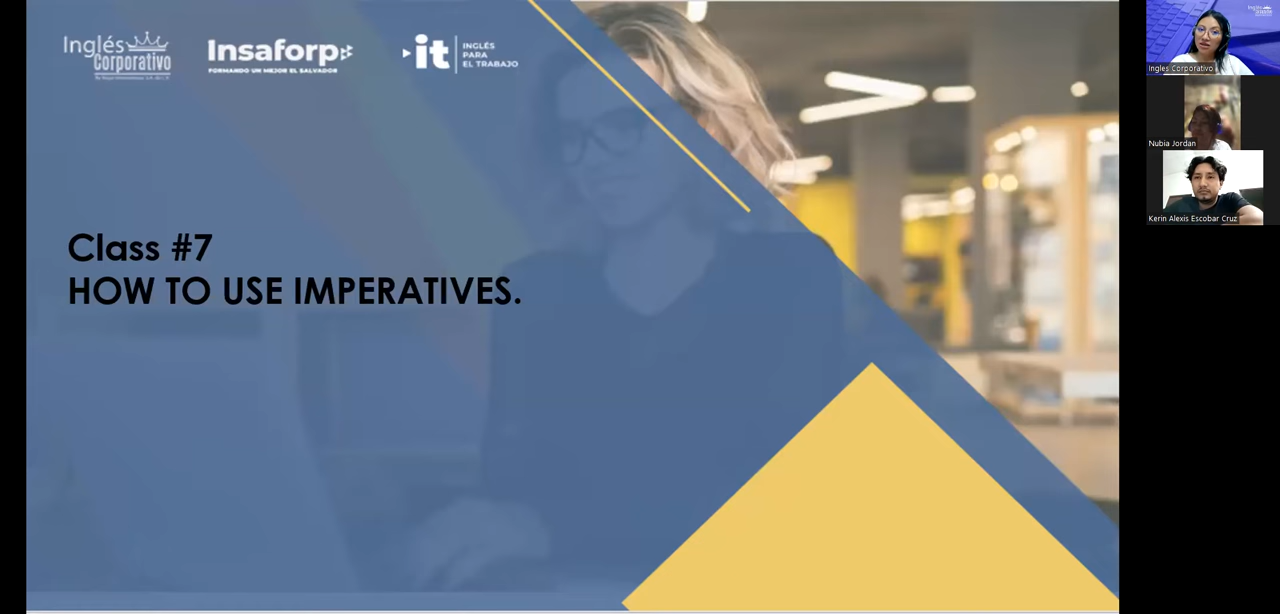 Inglés
Corporativo
Insaforp
FORMANDO UN MEJOR EL SALVADOR
it
INGLÉS
PARA
EL TRABAJO
Class #7
HOW TO USE IMPERATIVES.
Ingles Corporativo
Nubia Jordan
Kerin Alexis Escobar Cruz